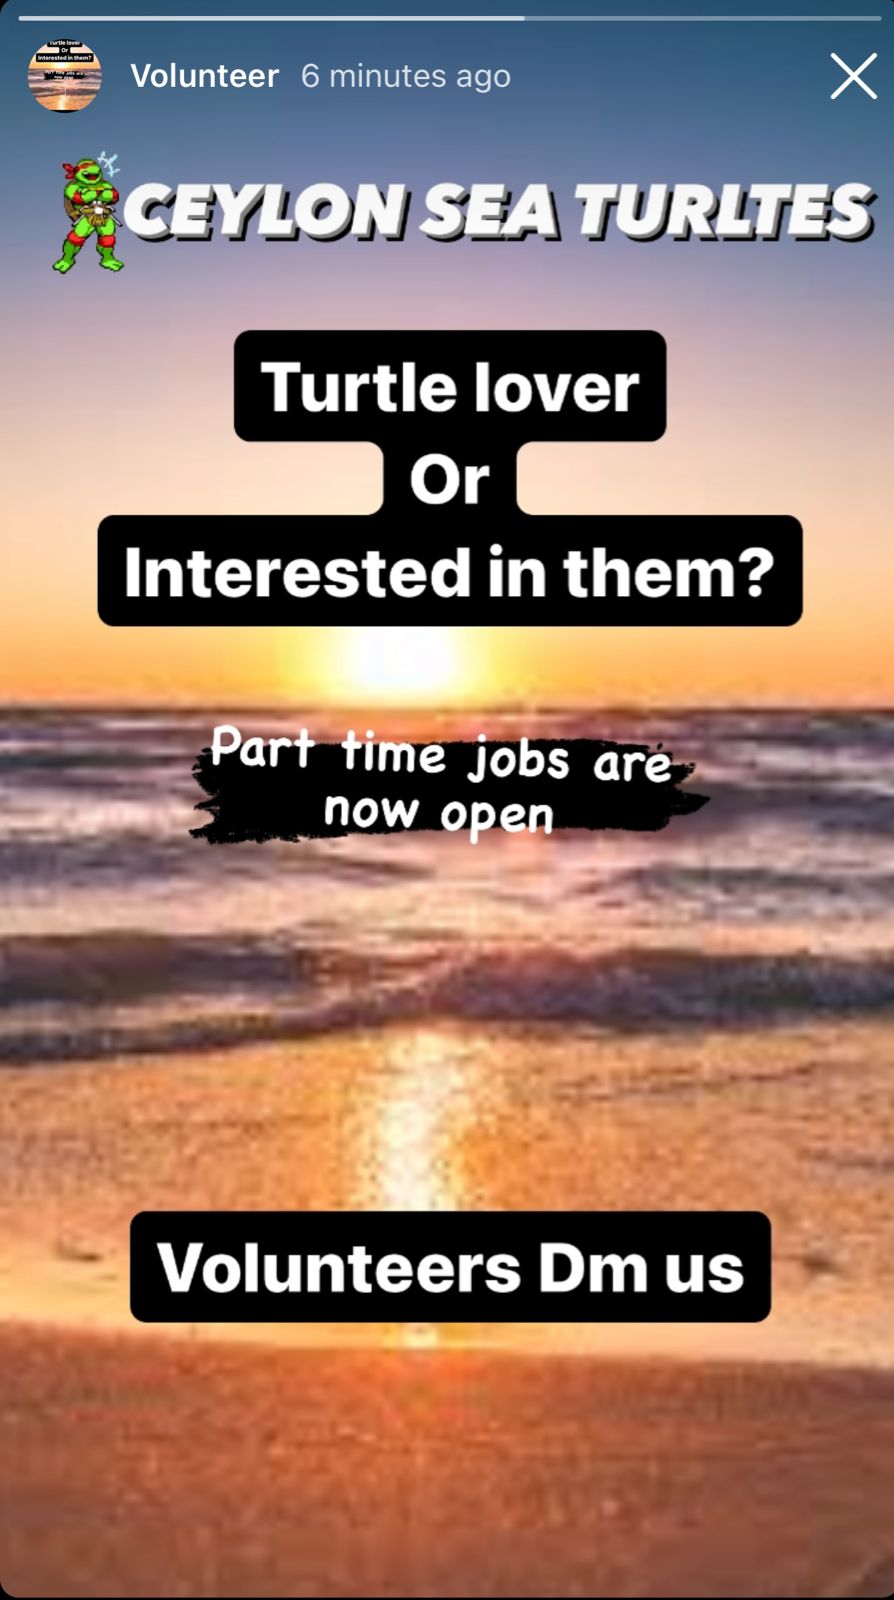 Volunteer 6 minutes ago
CEYLON SEA TURLTES
Turtle lover
Or
Interested in them?
Part time jobs are
now open
Volunteers Dm us